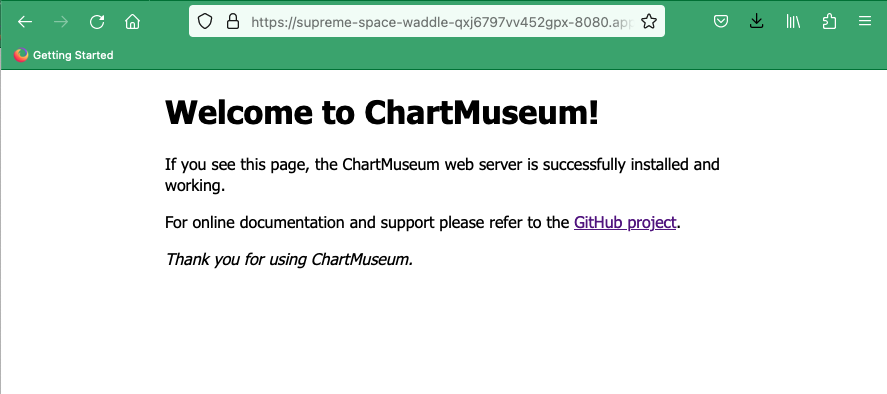 https://supreme-space-waddle-qxj6797vv452gpx-8080.app
Getting Started
Welcome to ChartMuseum!
If you see this page, the ChartMuseum web server is successfully installed and
working.
For online documentation and support please refer to the GitHub project.
Thank you for using ChartMuseum.